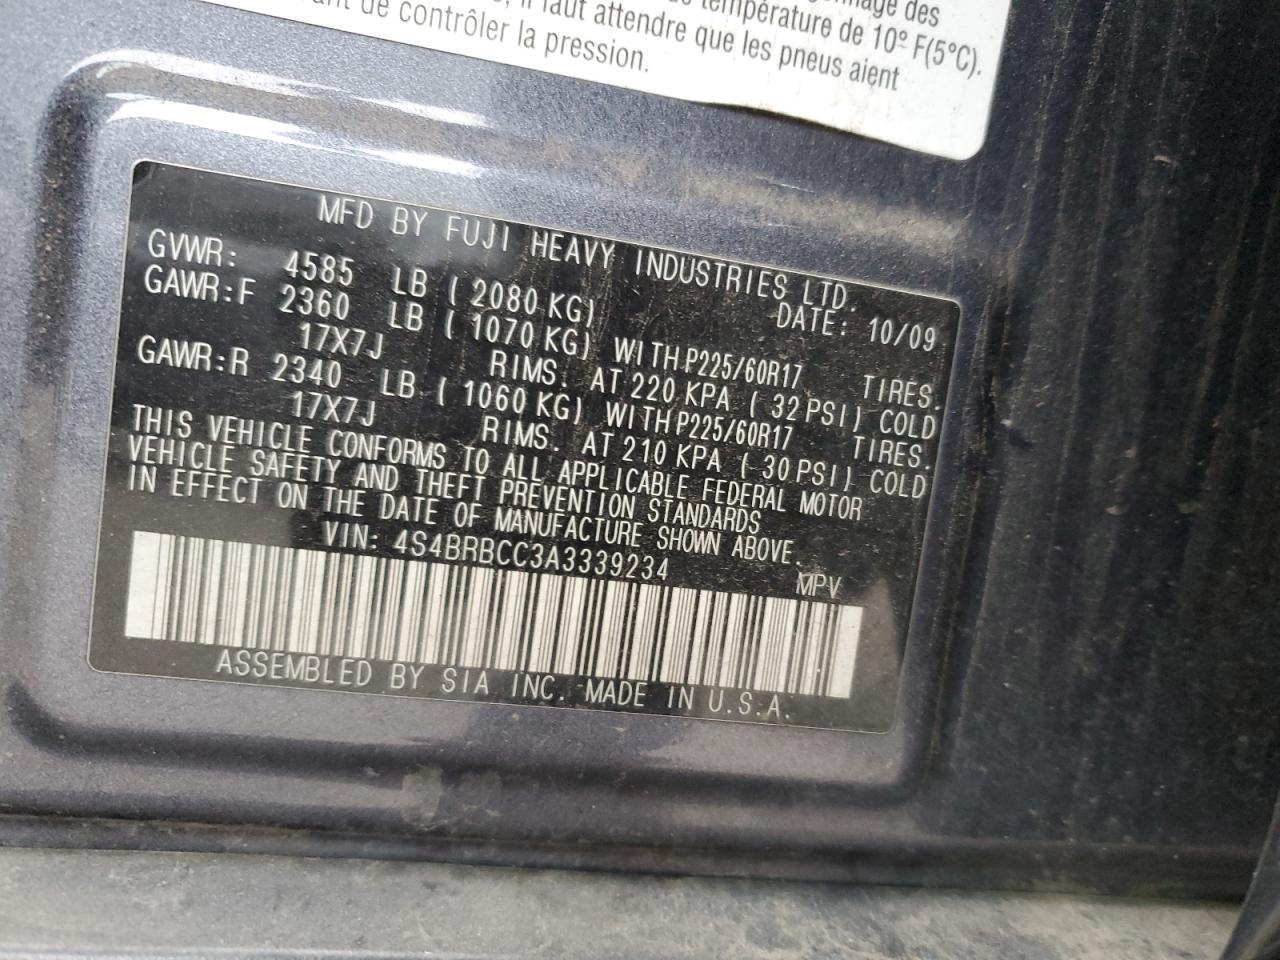 nnage des
température de 10° F(5°C).
il faut attendre que les pneus aient
de contrôler la pression.
MFD BY FUJI HEAVY INDUSTRIES LTD.
GVWR: 4585 LB ( 2080 KG) DATE: 10/09
GAWR:F 2360 LB ( 1070 KG) WITH P225/60R17 TIRES.
17X7J RIMS. AT 220 KPA ( 32 PSI) COLD
GAWR:R 2340 LB ( 1060 KG) WITH P225/60R17 TIRES.
17X7J RIMS. AT 210 KPA ( 30 PSI) COLD
THIS VEHICLE CONFORMS TO ALL APPLICABLE FEDERAL MOTOR
VEHICLE SAFETY AND THEFT PREVENTION STANDARDS
IN EFFECT ON THE DATE OF MANUFACTURE SHOWN ABOVE.
VIN: 4S4BRBCC3A3339234 MPV
ASSEMBLED BY SIA INC. MADE IN U.S.A.